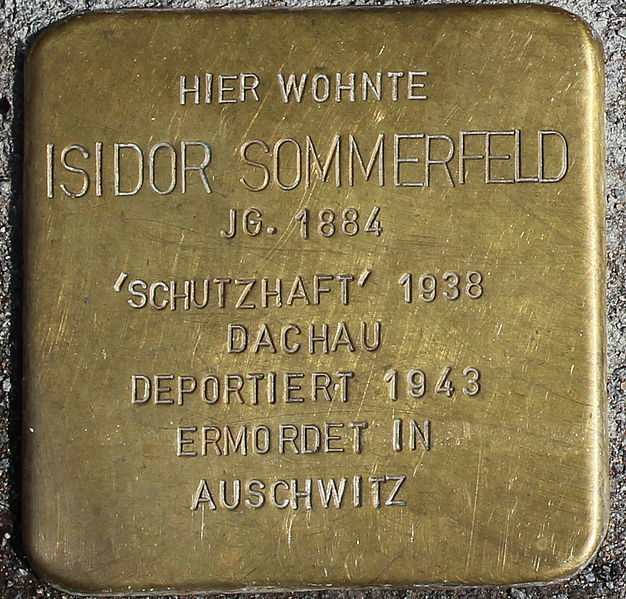 HIER WOHNTE
ISIDOR SOMMERFELD
JG. 1884
'SCHUTZHAFT' 1938
DACHAU
DEPORTIERT 1943
ERMORDET IN
AUSCHWITZ